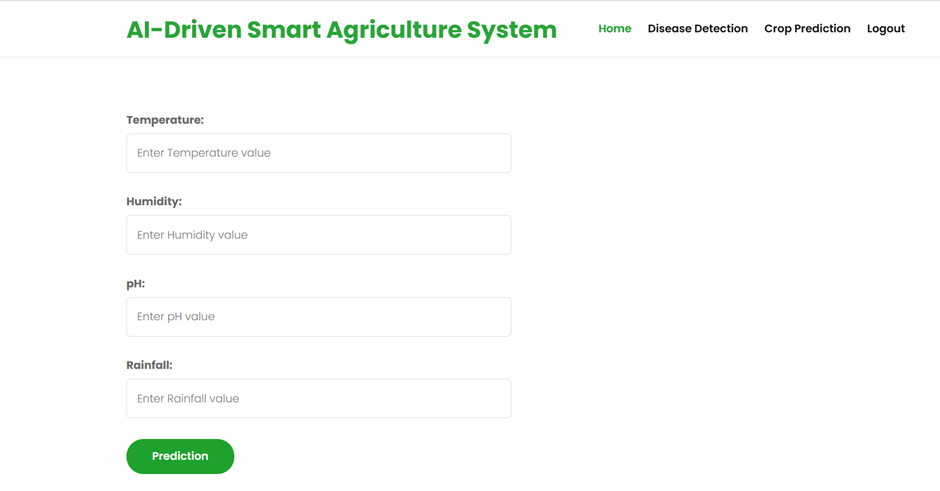 AI-Driven Smart Agriculture System
Home Disease Detection Crop Prediction Logout
Temperature:
Enter Temperature value
Humidity:
Enter Humidity value
pH:
Enter pH value
Rainfall:
Enter Rainfall value
Prediction